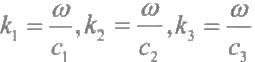 k₁ = ω/c₁, k₂ = ω/c₂, k₃ = ω/c₃